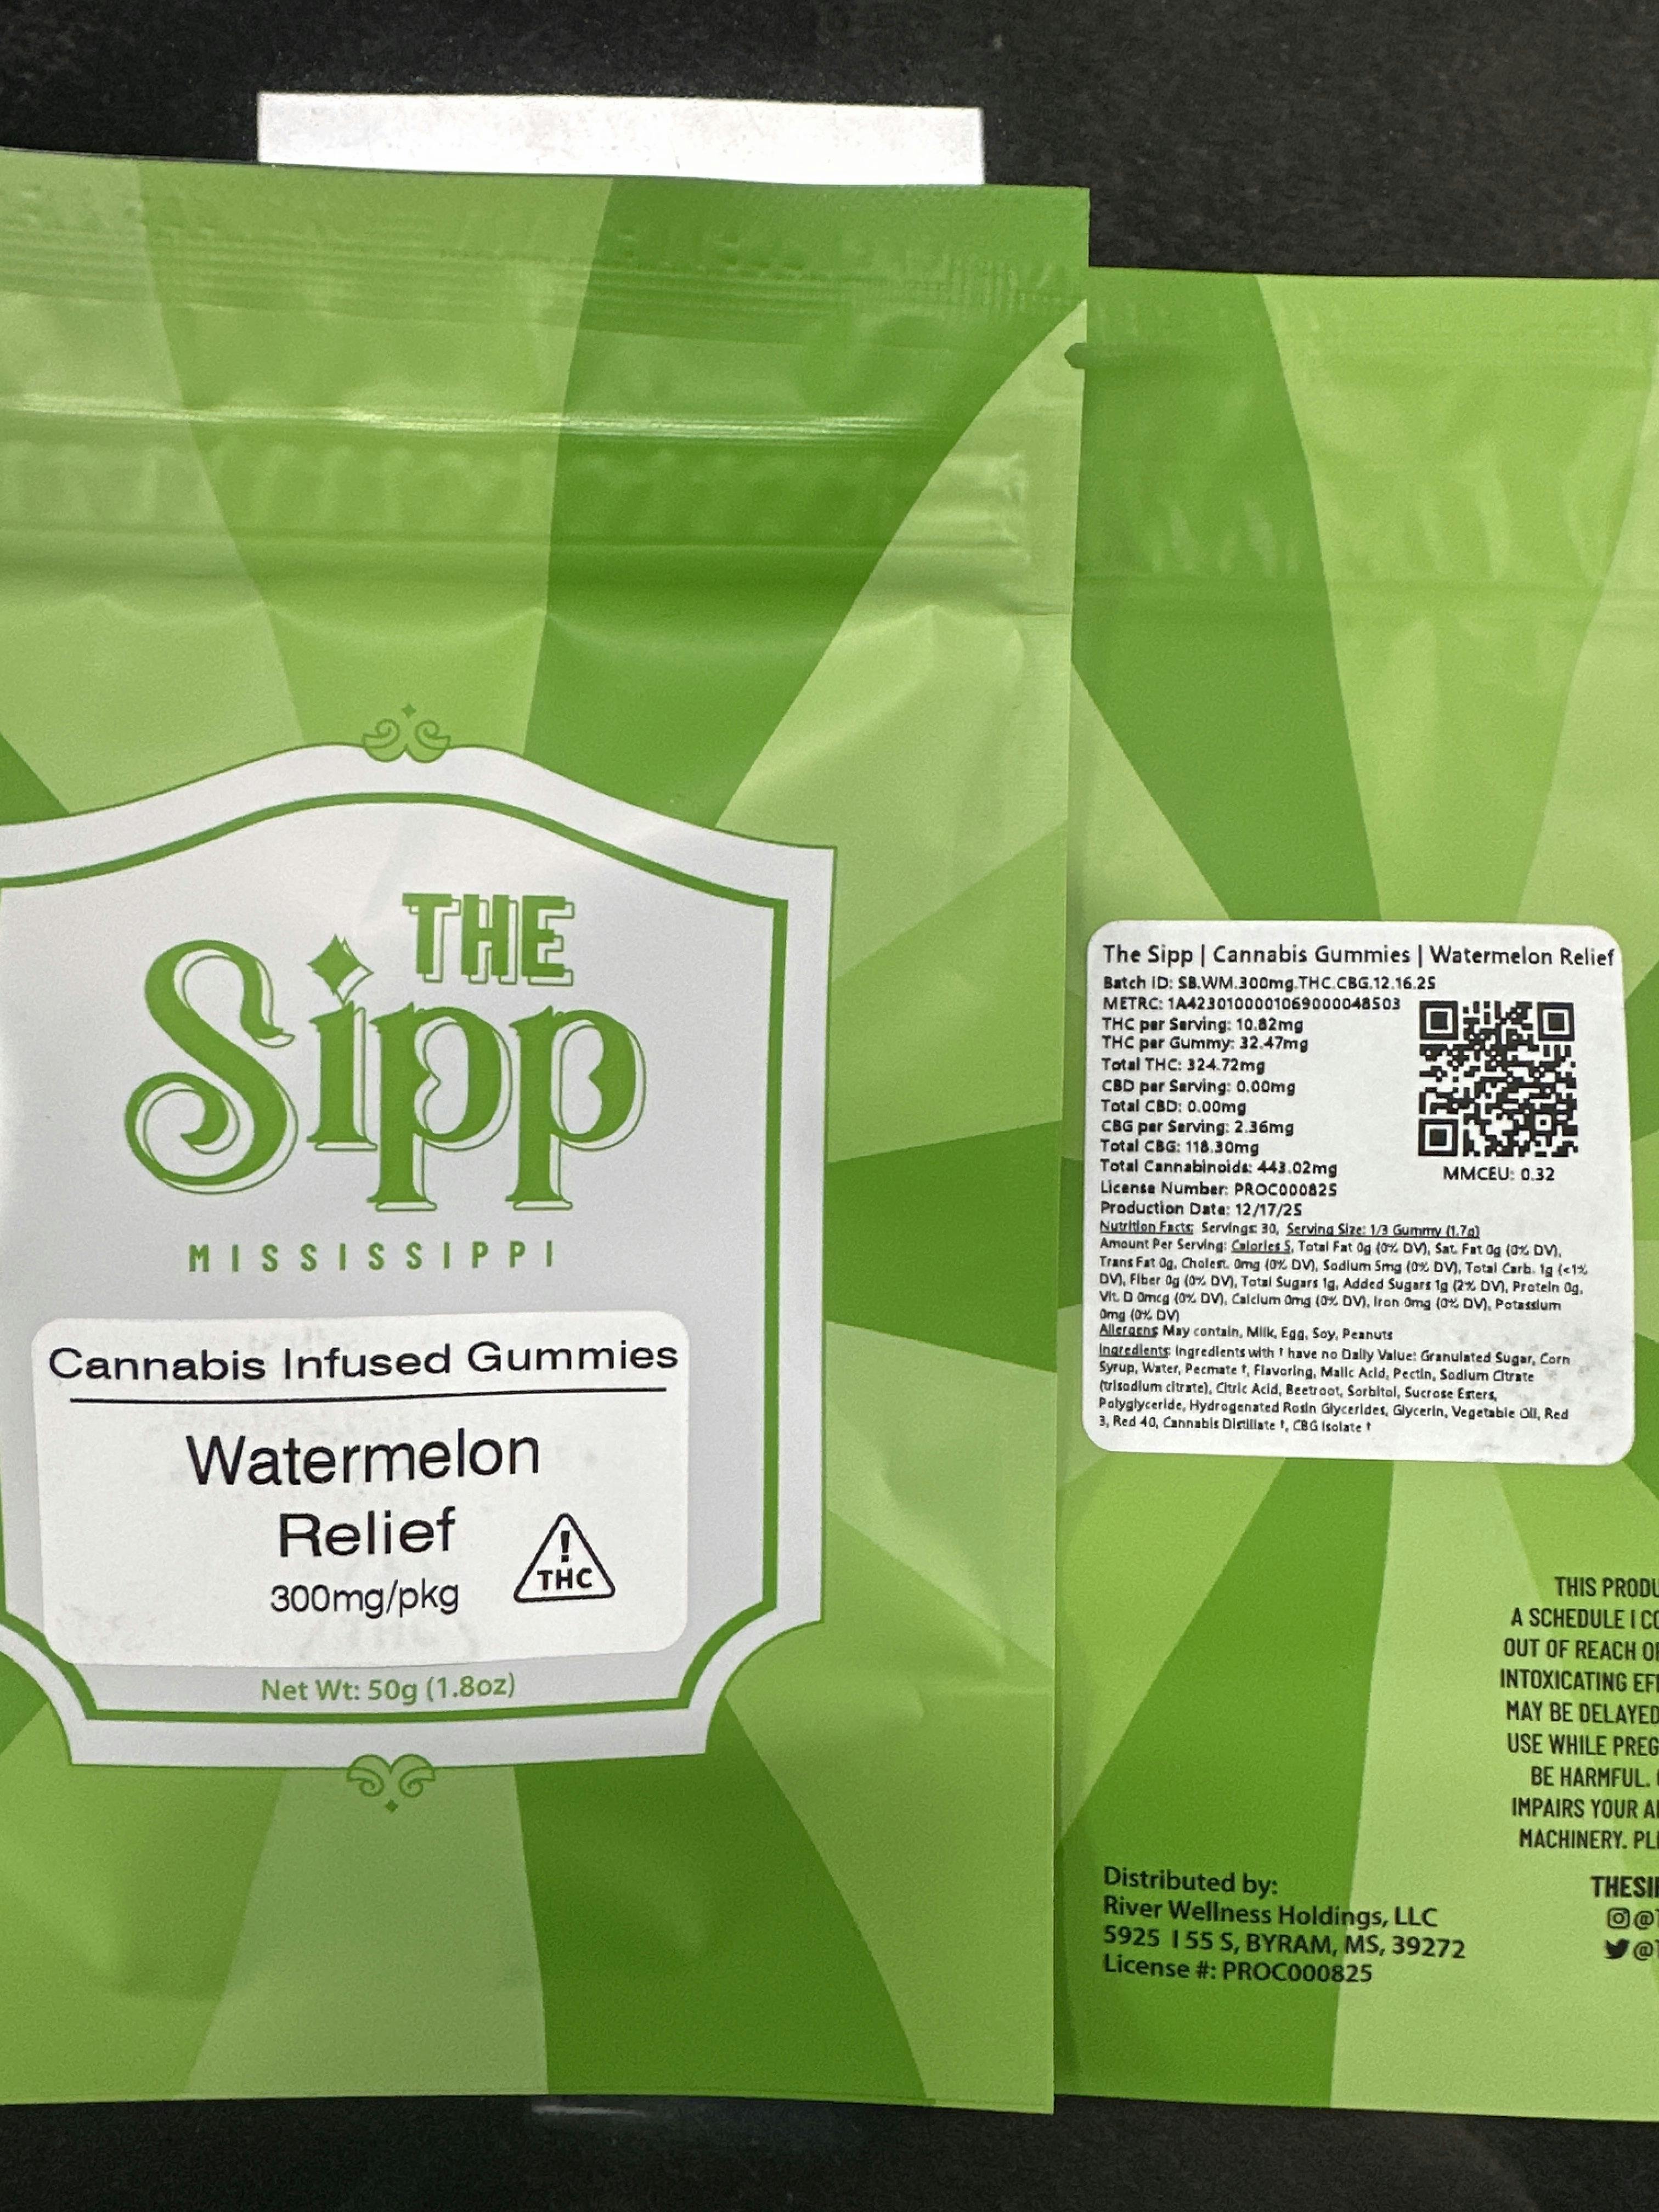 THE
Sipp
MISSISSIPPI
Cannabis Infused Gummies
Watermelon
Relief
300mg/pkg
!
THC
Net Wt: 50g (1.8oz)
The Sipp | Cannabis Gummies | Watermelon Relief
Batch ID: SB.WM.300mg.THC.CBG.12.16.25
METRC: 1A4230100001069000048503
THC per Serving: 10.82mg
THC per Gummy: 32.47mg
Total THC: 324.72mg
CBD per Serving: 0.00mg
Total CBD: 0.00mg
CBG per Serving: 2.36mg
Total CBG: 118.30mg
Total Cannabinoids: 443.02mg
License Number: PROC000825
Production Date: 12/17/25
MMCEU: 0.32
Nutrition Facts: Servings: 30, Serving Size: 1/3 Gummy (1.7g)
Amount Per Serving: Calories 5, Total Fat 0g (0% DV), Sat. Fat 0g (0% DV),
Trans Fat 0g, Cholest. 0mg (0% DV), Sodium 5mg (0% DV), Total Carb. 1g (<1%
DV), Fiber 0g (0% DV), Total Sugars 1g, Added Sugars 1g (2% DV), Protein 0g,
Vit. D 0mcg (0% DV), Calcium 0mg (0% DV), Iron 0mg (0% DV), Potassium
0mg (0% DV)
Allergens May contain, Milk, Egg, Soy, Peanuts
Ingredients: Ingredients with † have no Daily Value: Granulated Sugar, Corn
Syrup, Water, Pecmate †, Flavoring, Malic Acid, Pectin, Sodium Citrate
(trisodium citrate), Citric Acid, Beetroot, Sorbitol, Sucrose Esters,
Polyglyceride, Hydrogenated Rosin Glycerides, Glycerin, Vegetable Oil, Red
3, Red 40, Cannabis Distillate †, CBG Isolate †
THIS PRODU
A SCHEDULE I CO
OUT OF REACH OF
INTOXICATING EFF
MAY BE DELAYED
USE WHILE PREG
BE HARMFUL.
IMPAIRS YOUR A
MACHINERY. PL
THESI
@
@
Distributed by:
River Wellness Holdings, LLC
5925 I 55 S, BYRAM, MS, 39272
License #: PROC000825